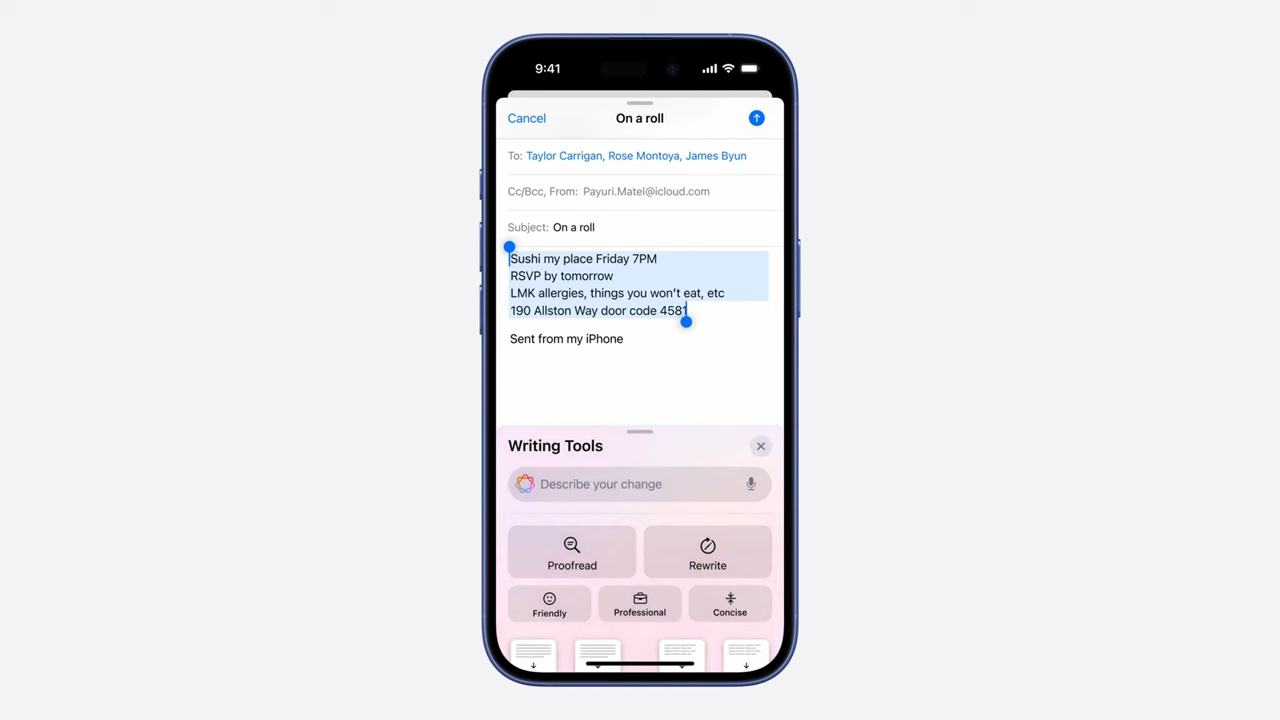 9:41
Cancel
On a roll
To: Taylor Carrigan, Rose Montoya, James Byun
Cc/Bcc, From: Payuri.Matel@icloud.com
Subject: On a roll
Sushi my place Friday 7PM
RSVP by tomorrow
LMK allergies, things you won't eat, etc
190 Allston Way door code 4581
Sent from my iPhone
Writing Tools
Describe your change
Proofread
Rewrite
Friendly
Professional
Concise